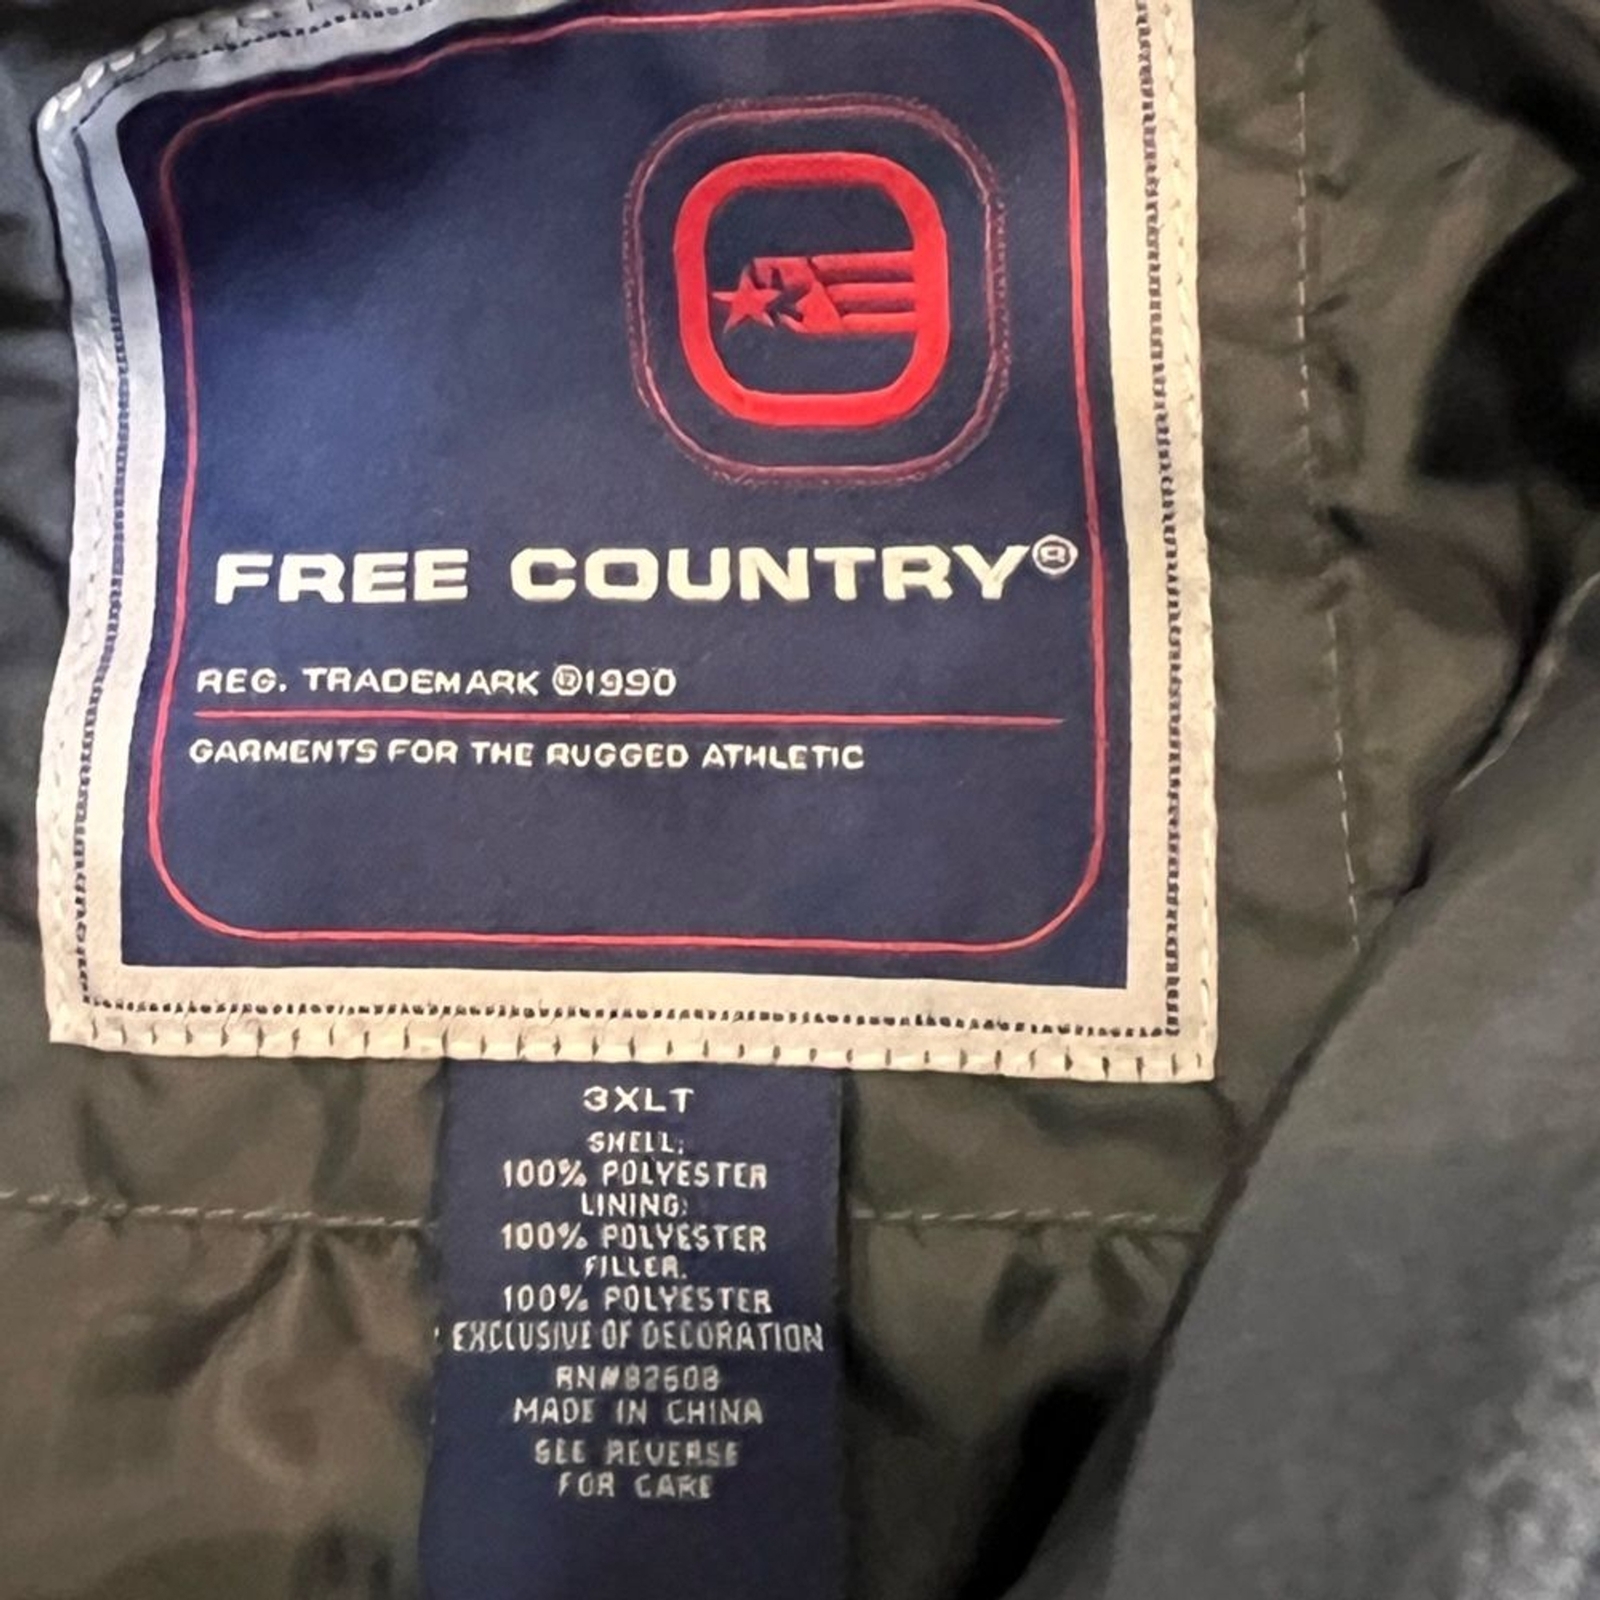 FREE COUNTRY®
REG. TRADEMARK ©1990
GARMENTS FOR THE RUGGED ATHLETIC
3XLT
SHELL:
100% POLYESTER
LINING:
100% POLYESTER
FILLER:
100% POLYESTER
EXCLUSIVE OF DECORATION
RN#82608
MADE IN CHINA
SEE REVERSE
FOR CARE